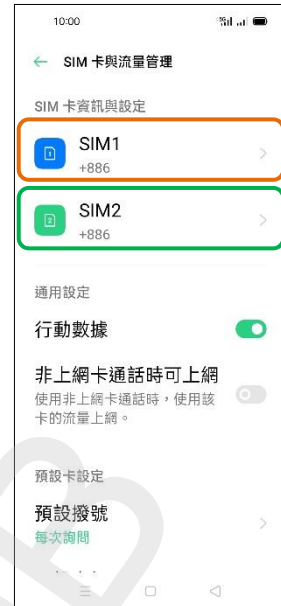 10:00
← SIM 卡與流量管理
SIM 卡資訊與設定
SIM1
+886
SIM2
+886
通用設定
行動數據
非上網卡通話時可上網
使用非上網卡通話時，使用該
卡的流量上網。
預設卡設定
預設撥號
每次詢問